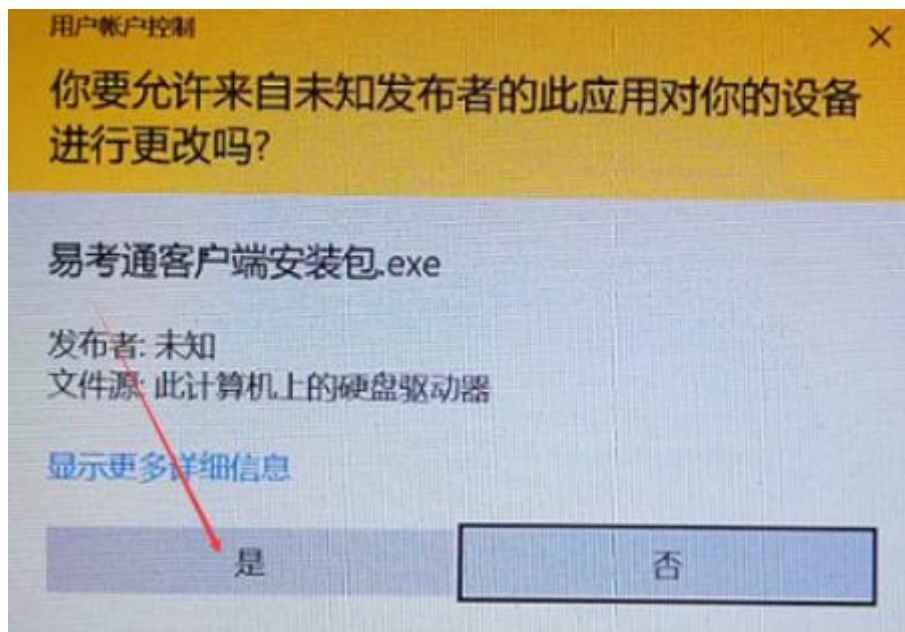 用户帐户控制
你要允许来自未知发布者的此应用对你的设备
进行更改吗?
易考通客户端安装包.exe
发布者: 未知
文件源: 此计算机上的硬盘驱动器
显示更多详细信息
是
否